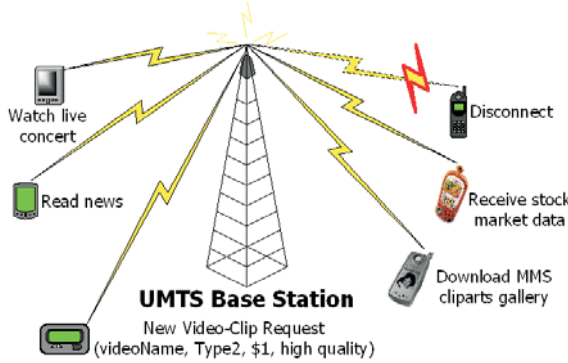 Watch live
concert
Disconnect
Read news
Receive stock
market data
Download MMS
cliparts gallery
UMTS Base Station
New Video-Clip Request
(videoName, Type2, $1, high quality)